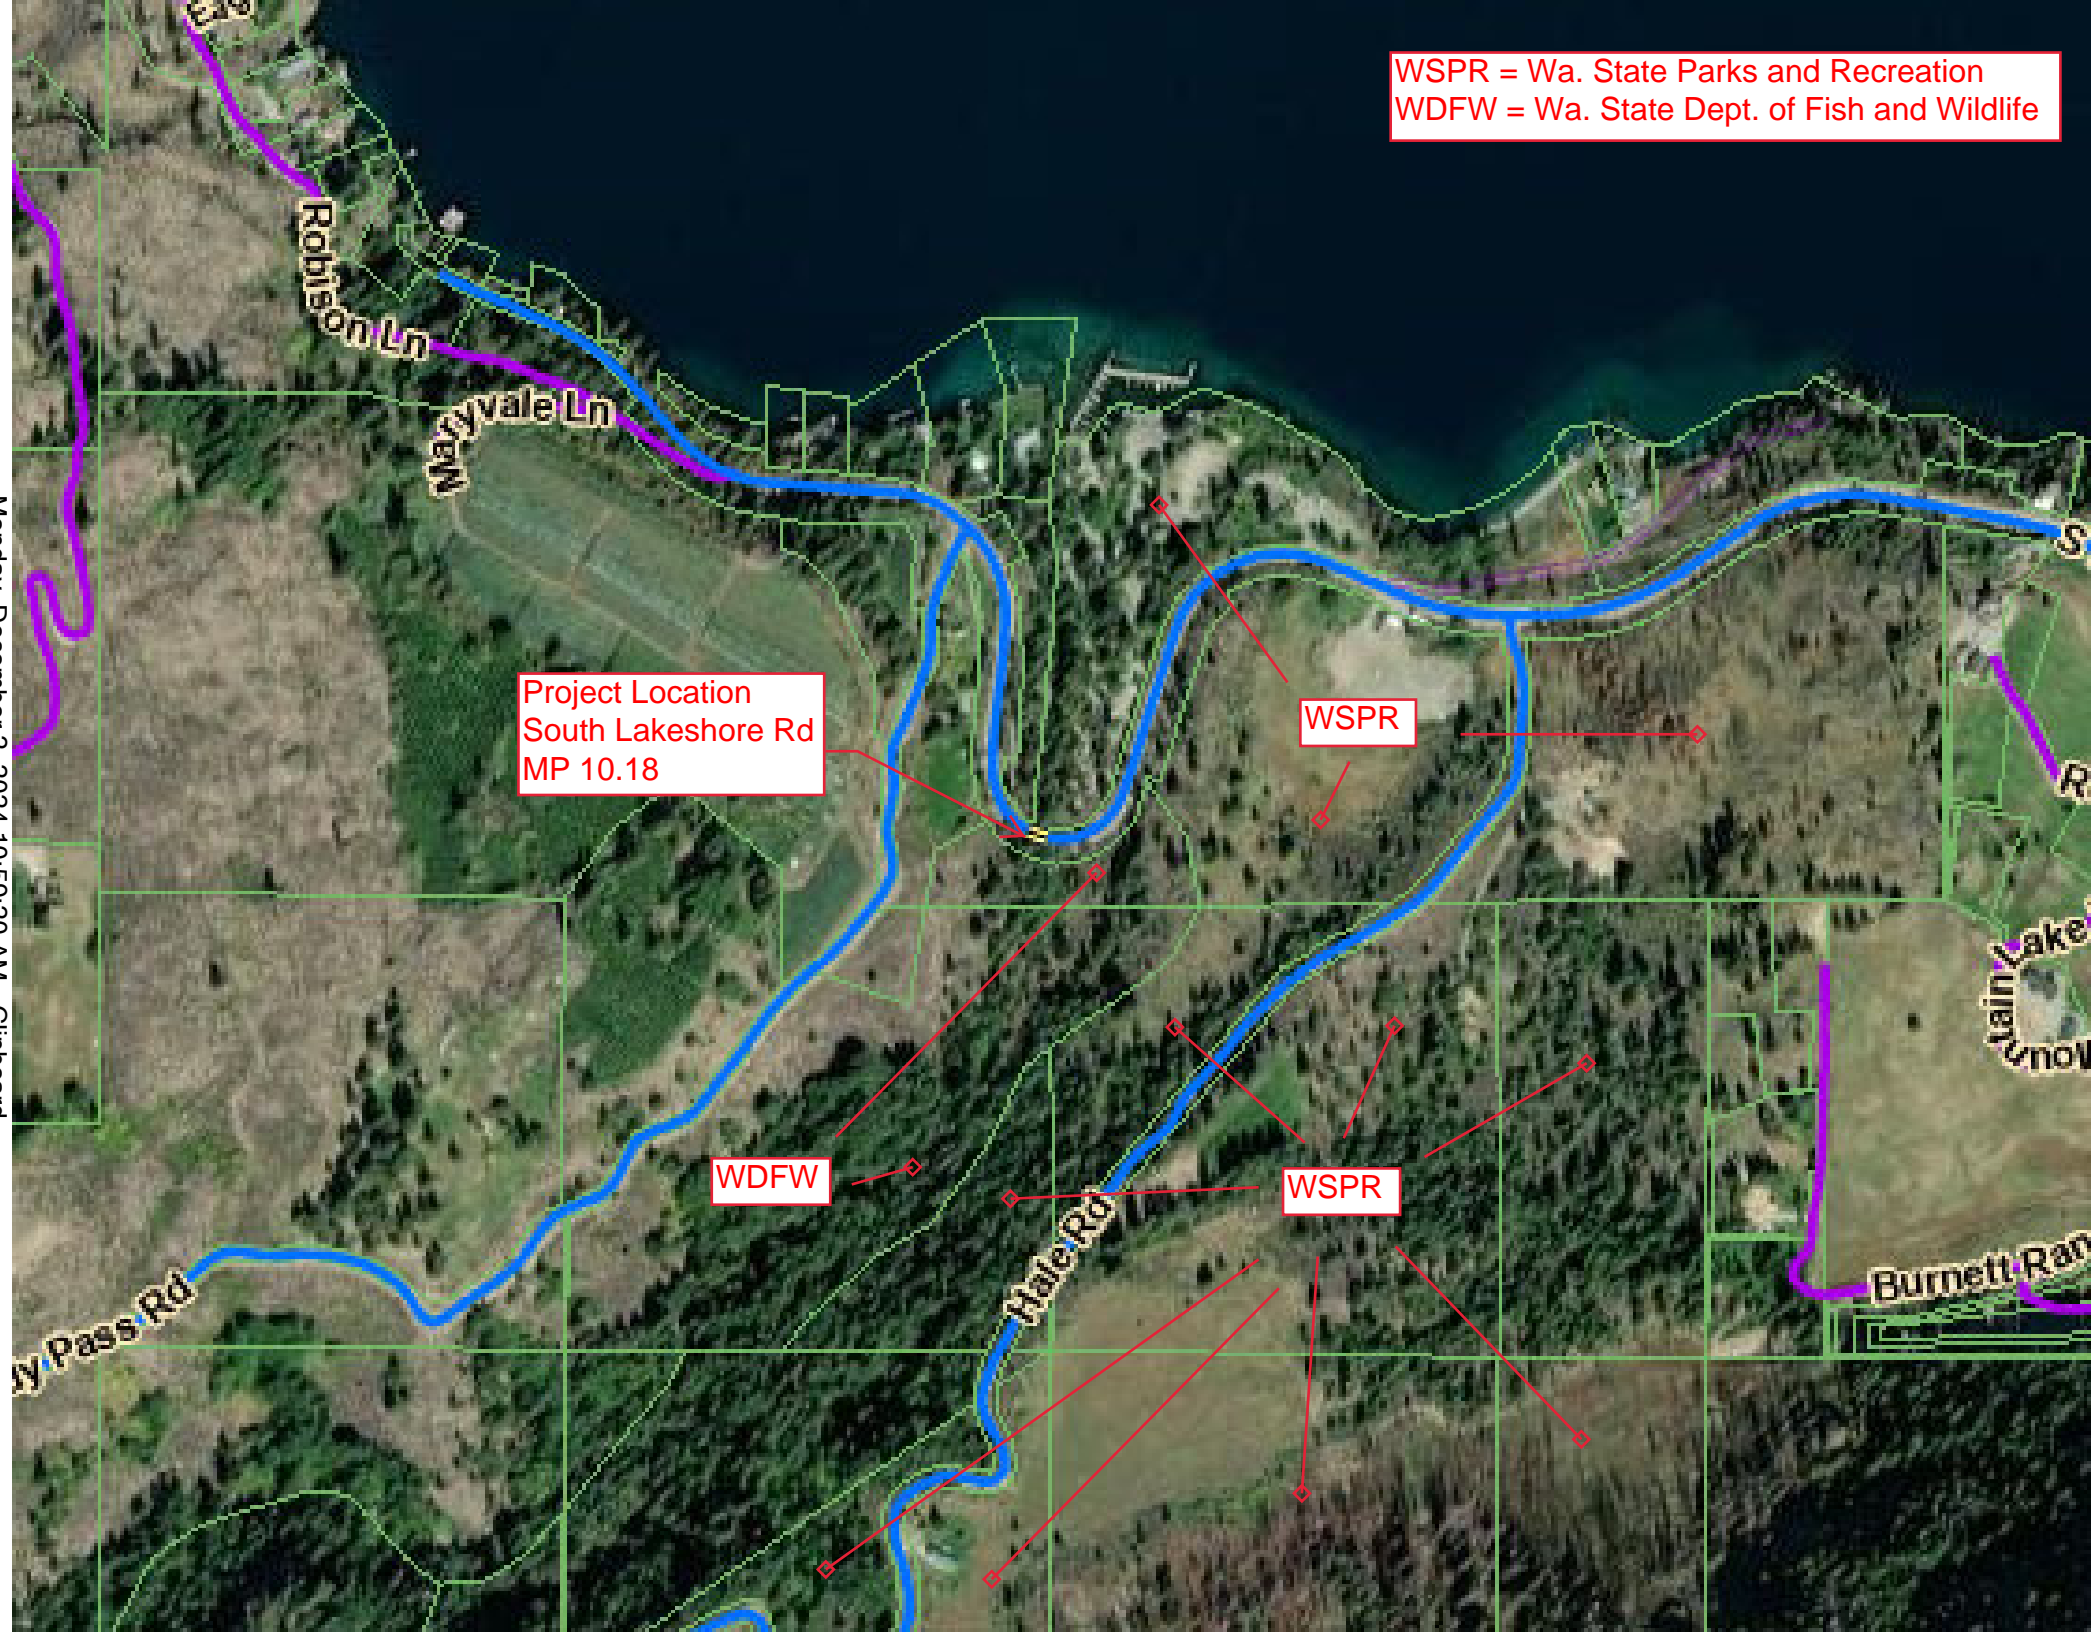 WSPR = Wa. State Parks and Recreation
WDFW = Wa. State Dept. of Fish and Wildlife
Robison Ln
Maryvale Ln
Project Location
South Lakeshore Rd
MP 10.18
WSPR
WDFW
WSPR
Hale Rd
Pass Rd
Burnett
Lake